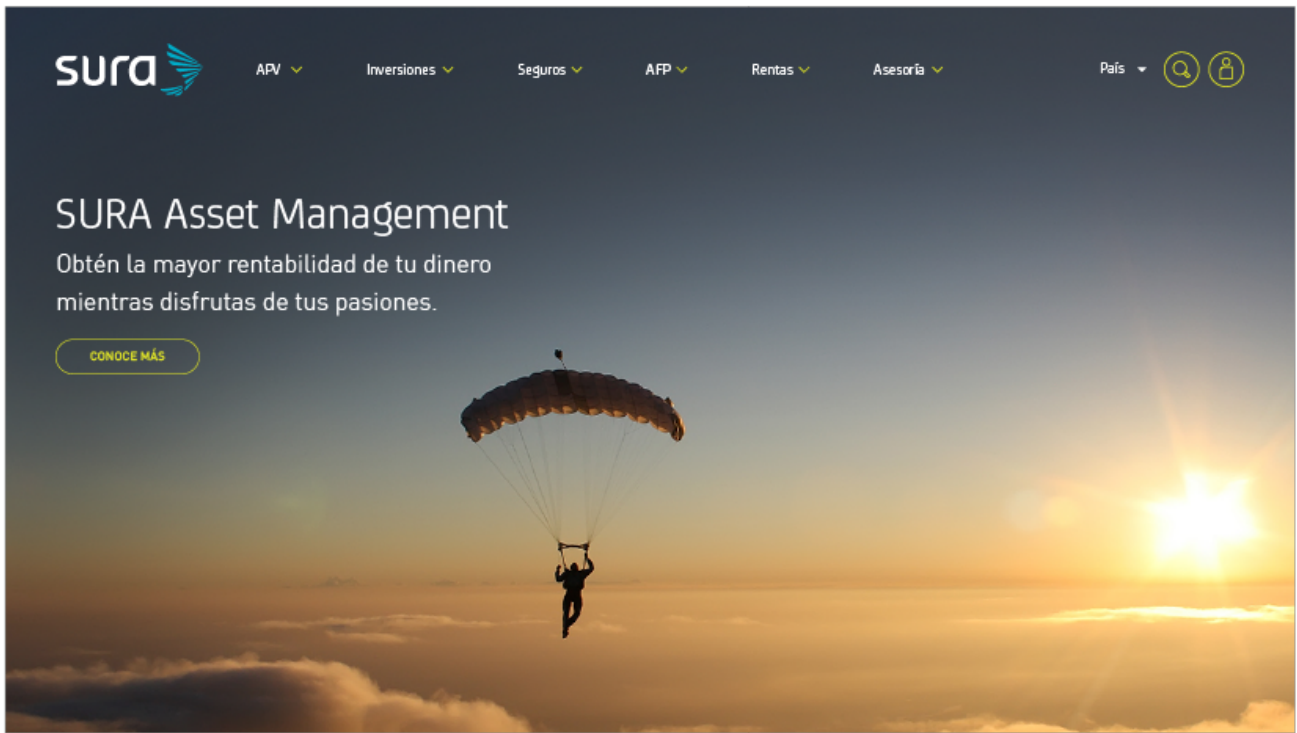 sura
APV
Inversiones
Seguros
AFP
Rentas
Asesoría
País
SURA Asset Management
Obtén la mayor rentabilidad de tu dinero
mientras disfrutas de tus pasiones.
CONOCE MÁS